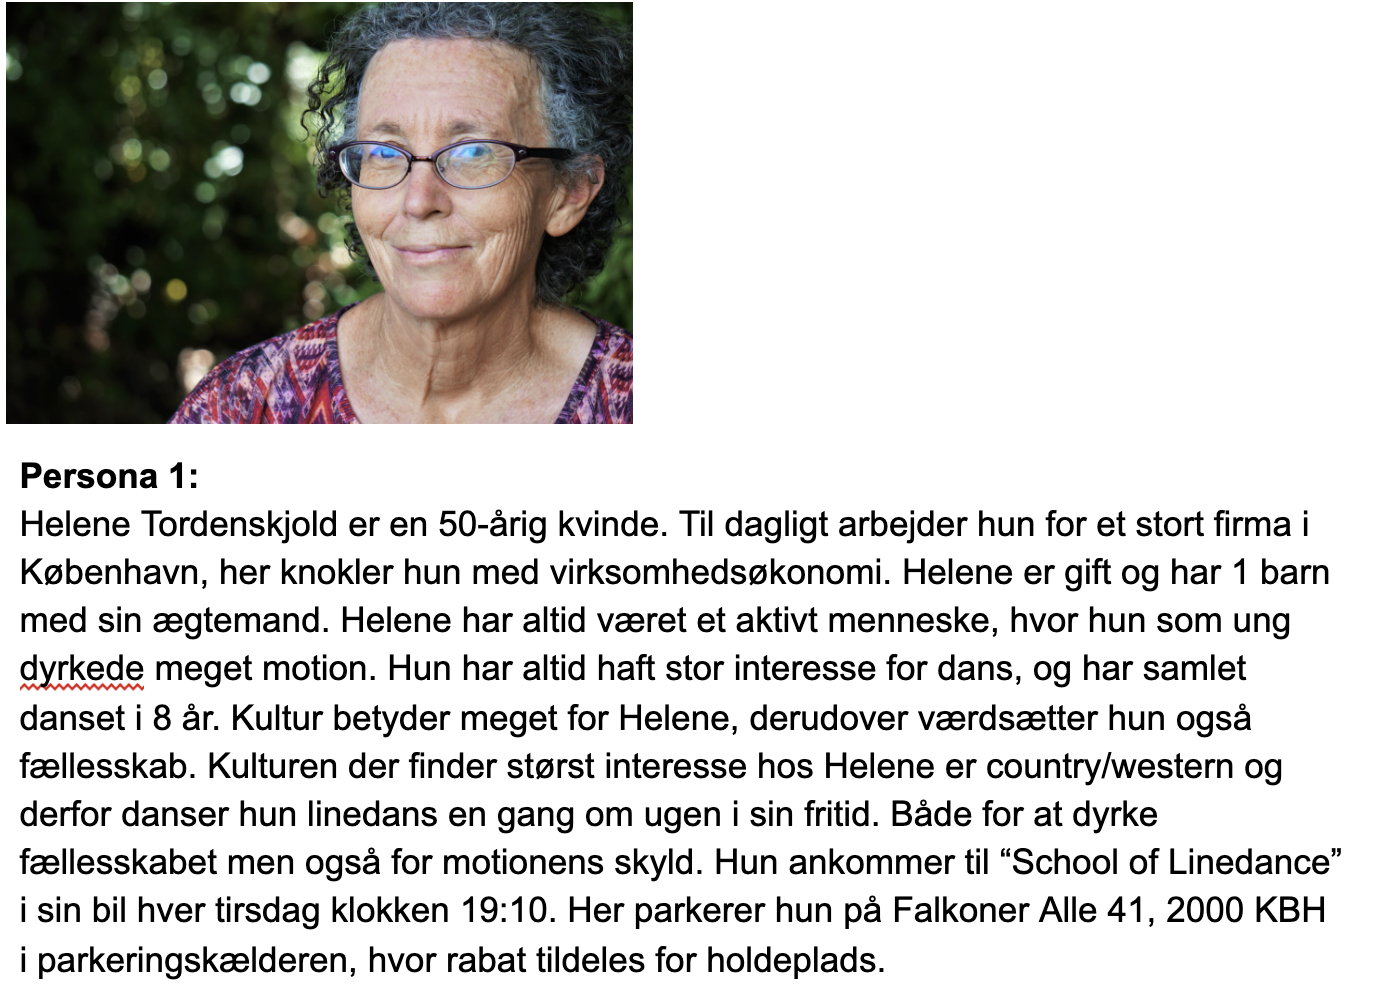 Persona 1:
Helene Tordenskjold er en 50-årig kvinde. Til dagligt arbejder hun for et stort firma i
København, her knokler hun med virksomhedsøkonomi. Helene er gift og har 1 barn
med sin ægtemand. Helene har altid været et aktivt menneske, hvor hun som ung
dyrkede meget motion. Hun har altid haft stor interesse for dans, og har samlet
danset i 8 år. Kultur betyder meget for Helene, derudover værdsætter hun også
fællesskab. Kulturen der finder størst interesse hos Helene er country/western og
derfor danser hun linedans en gang om ugen i sin fritid. Både for at dyrke
fællesskabet men også for motionens skyld. Hun ankommer til “School of Linedance”
i sin bil hver tirsdag klokken 19:10. Her parkerer hun på Falkoner Alle 41, 2000 KBH
i parkeringskælderen, hvor rabat tildeles for holdeplads.